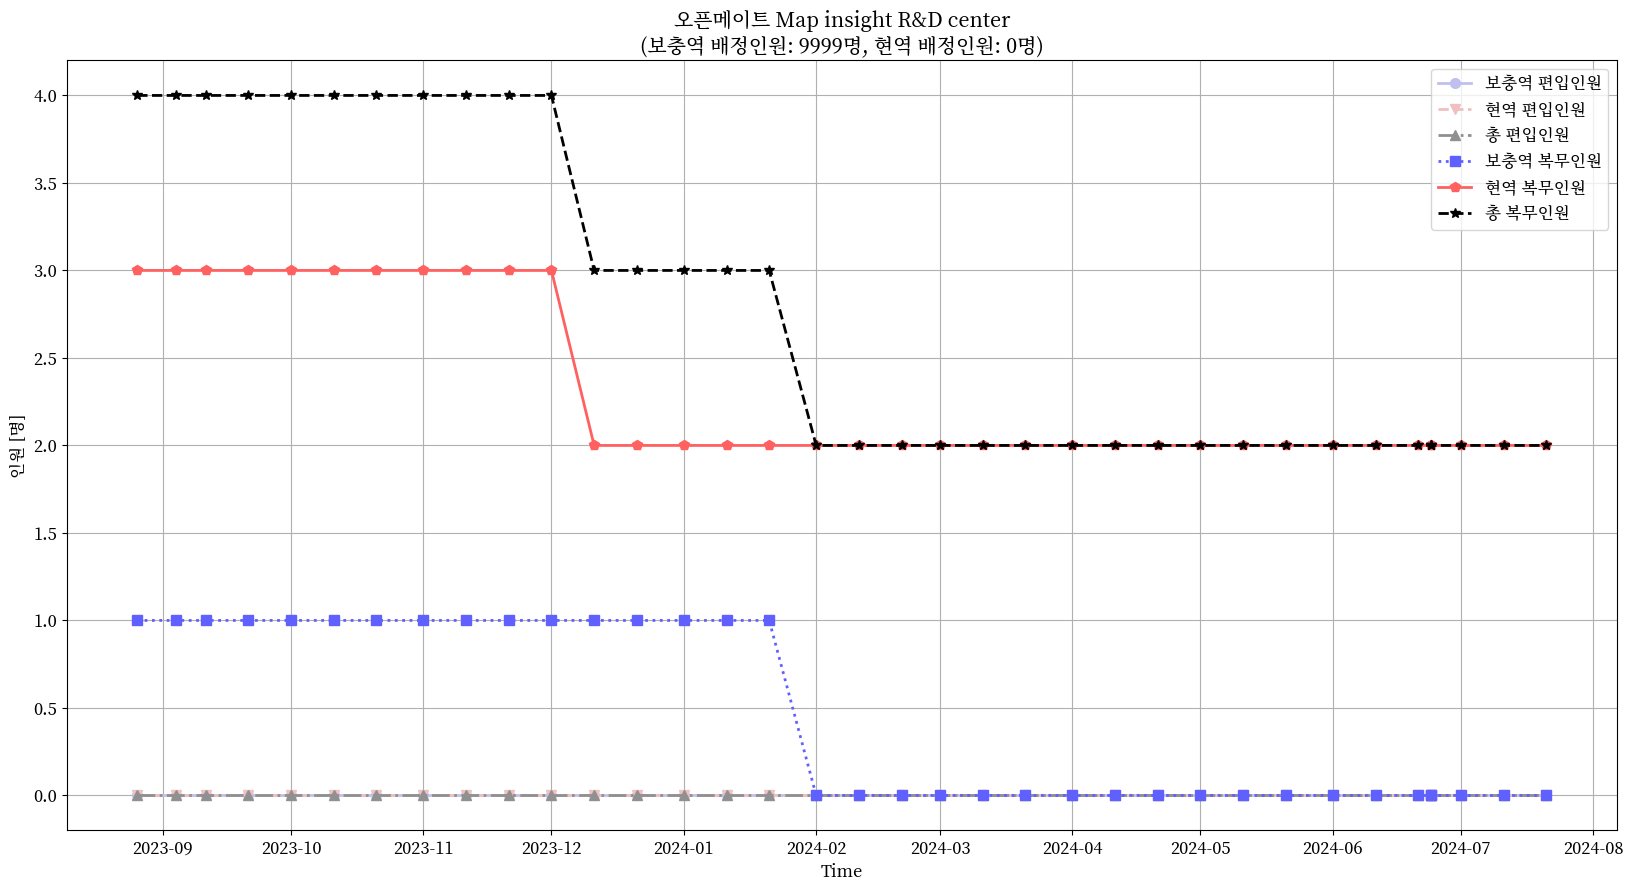 오픈메이트 Map insight R&D center
(보충역 배정인원: 9999명, 현역 배정인원: 0명)
보충역 편입인원
현역 편입인원
총 편입인원
보충역 복무인원
현역 복무인원
총 복무인원
인원 [명]
4.0
3.5
3.0
2.5
2.0
1.5
1.0
0.5
0.0
2023-09 2023-10 2023-11 2023-12 2024-01 2024-02 2024-03 2024-04 2024-05 2024-06 2024-07 2024-08
Time